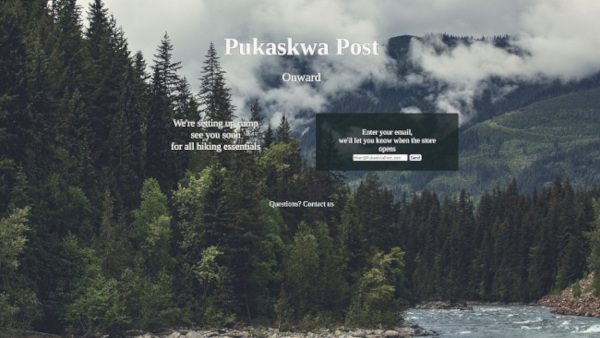 Pukaskwa Post
Onward
We're setting up camp
see you soon
for all hiking essentials
Enter your email,
we'll let you know when the store
opens
Send
Questions? Contact us